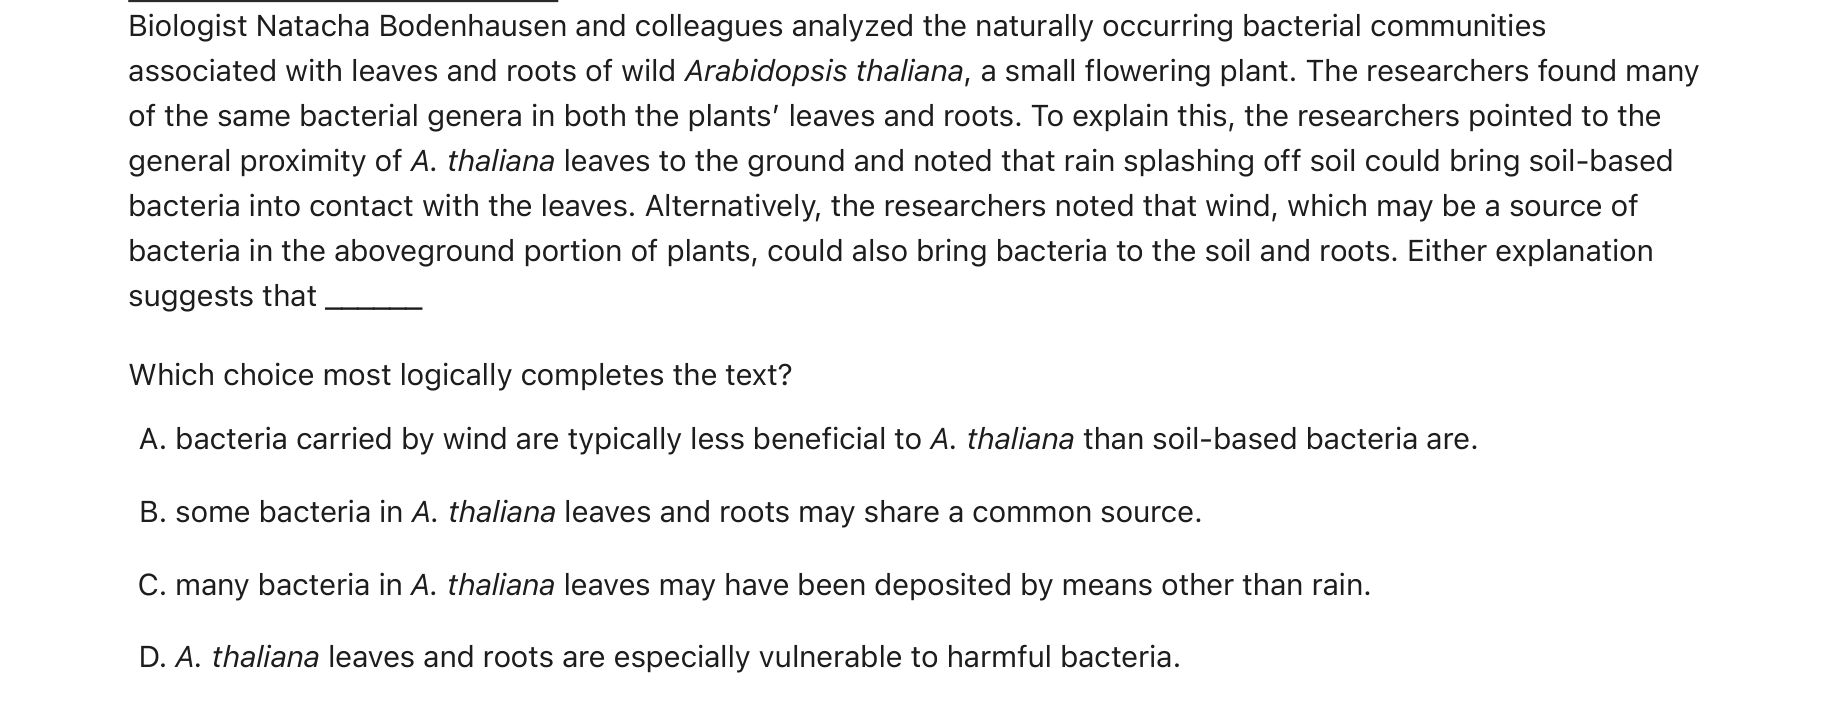 Biologist Natacha Bodenhausen and colleagues analyzed the naturally occurring bacterial communities
associated with leaves and roots of wild Arabidopsis thaliana, a small flowering plant. The researchers found many
of the same bacterial genera in both the plants’ leaves and roots. To explain this, the researchers pointed to the
general proximity of A. thaliana leaves to the ground and noted that rain splashing off soil could bring soil-based
bacteria into contact with the leaves. Alternatively, the researchers noted that wind, which may be a source of
bacteria in the aboveground portion of plants, could also bring bacteria to the soil and roots. Either explanation
suggests that ______
Which choice most logically completes the text?
A. bacteria carried by wind are typically less beneficial to A. thaliana than soil-based bacteria are.
B. some bacteria in A. thaliana leaves and roots may share a common source.
C. many bacteria in A. thaliana leaves may have been deposited by means other than rain.
D. A. thaliana leaves and roots are especially vulnerable to harmful bacteria.